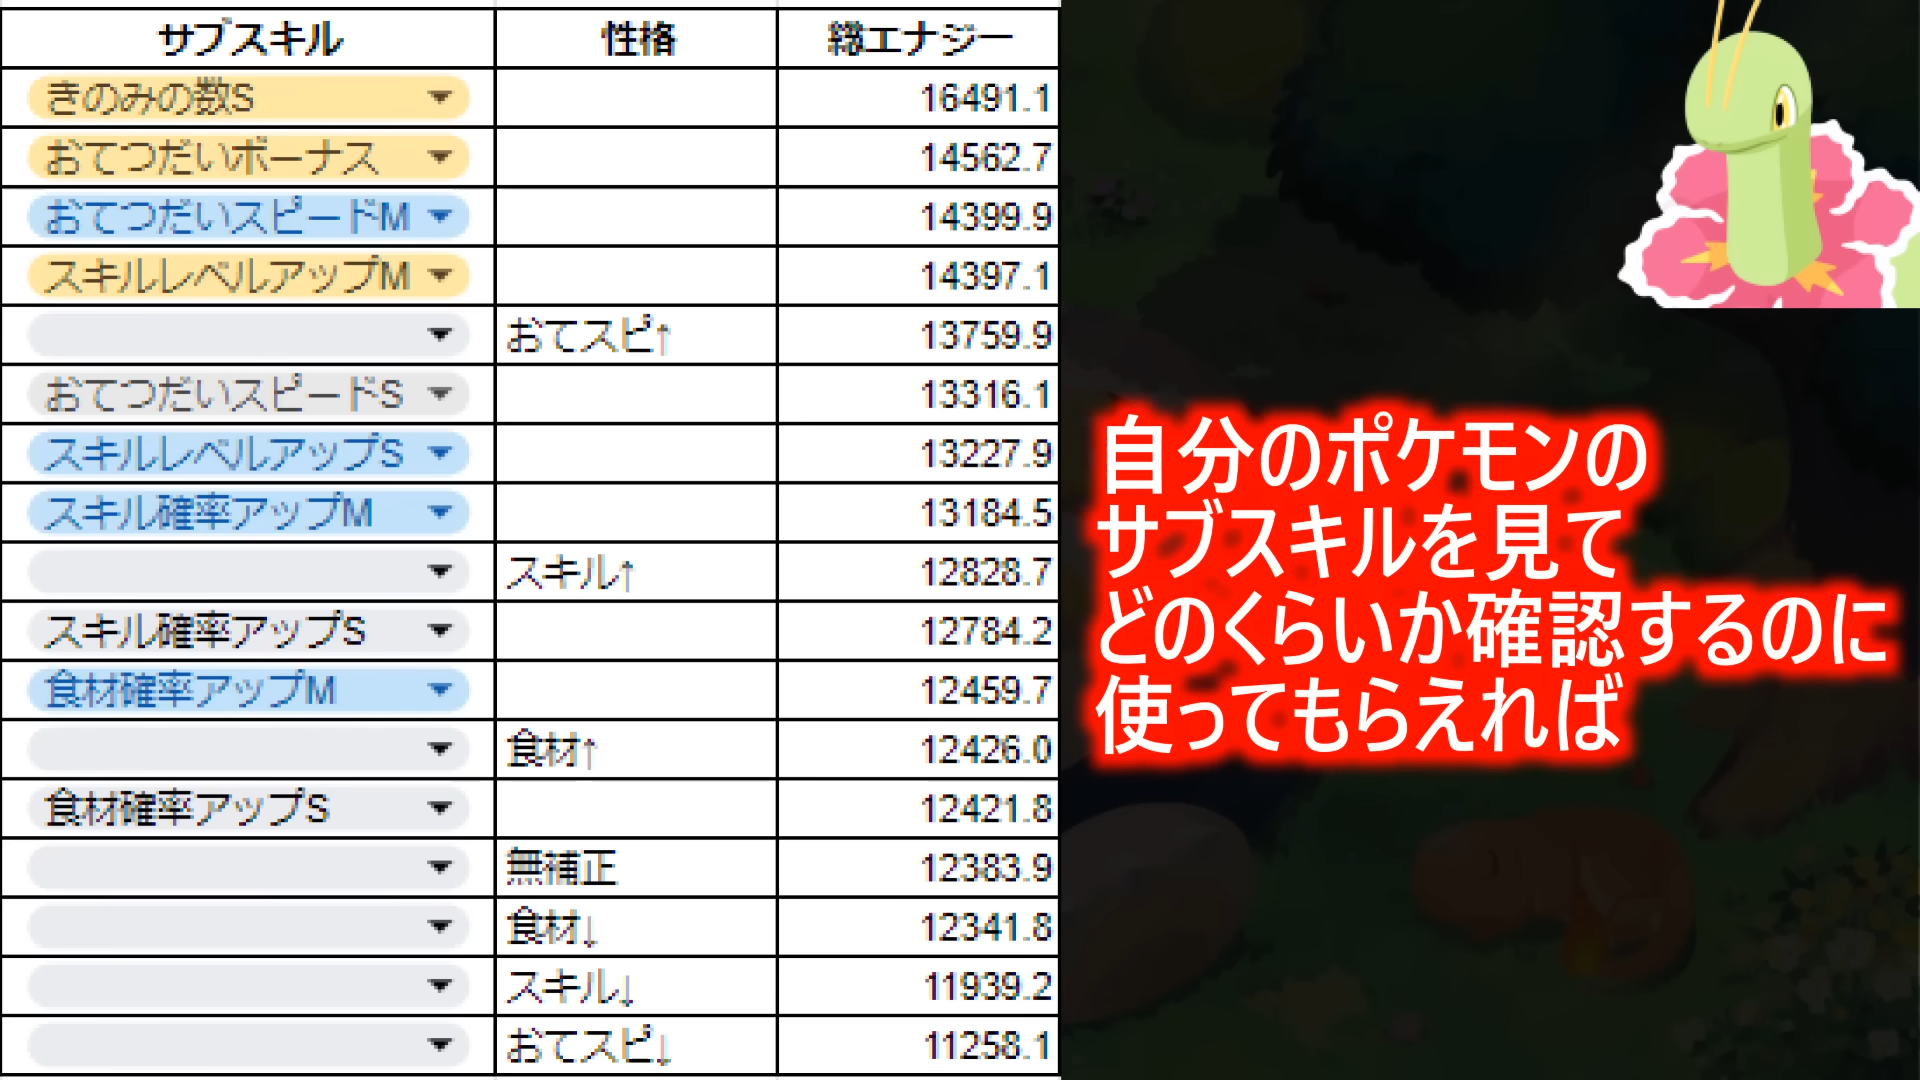 サブスキル 性格 総エナジー
きのみの数S 16491.1
おてつだいボーナス 14562.7
おてつだいスピードM 14399.9
スキルレベルアップM 14397.1
おてスピ↑ 13759.9
おてつだいスピードS 13316.1
スキルレベルアップS 13227.9
スキル確率アップM 13184.5
スキル↑ 12828.7
スキル確率アップS 12784.2
食材確率アップM 12459.7
食材↑ 12426.0
食材確率アップS 12421.8
無補正 12383.9
食材↓ 12341.8
スキル↓ 11939.2
おてスピ↓ 11258.1
自分のポケモンの
サブスキルを見て
どのくらいか確認するのに
使ってもらえれば